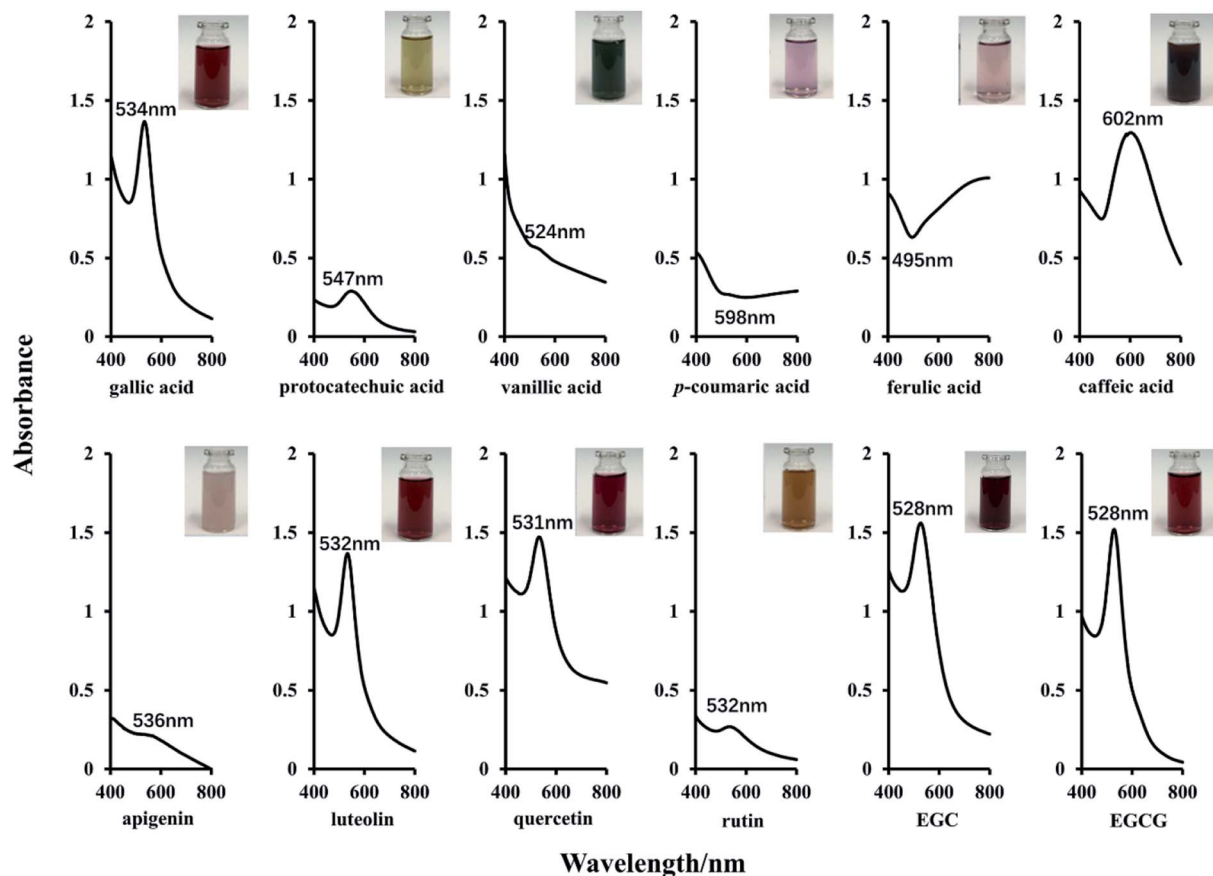 2
1.5
1
0.5
0
534nm
400 600 800
gallic acid
2
1.5
1
0.5
0
547nm
400 600 800
protocatechuic acid
2
1.5
1
0.5
0
524nm
400 600 800
vanillic acid
2
1.5
1
0.5
0
598nm
400 600 800
p-coumaric acid
2
1.5
1
0.5
0
495nm
400 600 800
ferulic acid
2
1.5
1
0.5
0
602nm
400 600 800
caffeic acid
Absorbance
2
1.5
1
0.5
0
536nm
400 600 800
apigenin
2
1.5
1
0.5
0
532nm
400 600 800
luteolin
2
1.5
1
0.5
0
531nm
400 600 800
quercetin
2
1.5
1
0.5
0
532nm
400 600 800
rutin
2
1.5
1
0.5
0
528nm
400 600 800
EGC
2
1.5
1
0.5
0
528nm
400 600 800
EGCG
Wavelength/nm